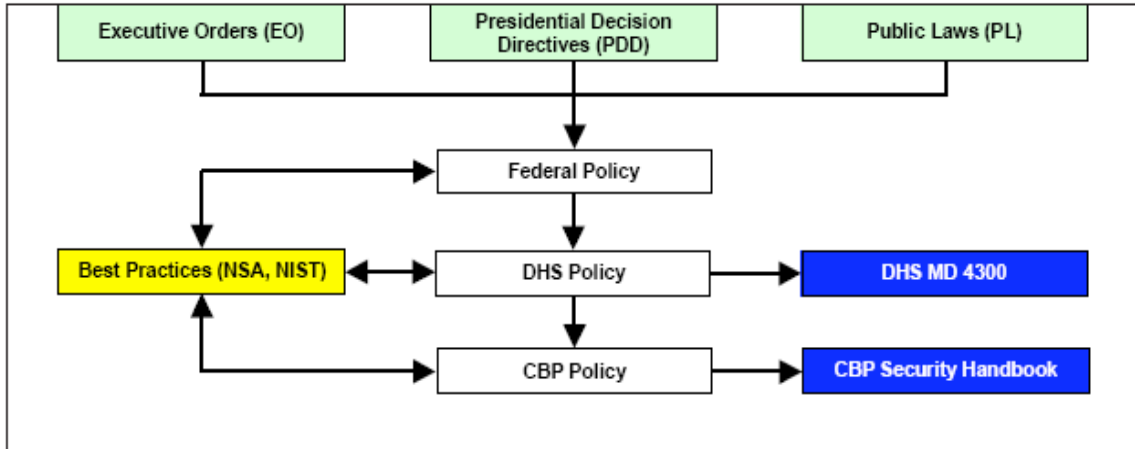 Executive Orders (EO)
Presidential Decision
Directives (PDD)
Public Laws (PL)
Federal Policy
Best Practices (NSA, NIST)
DHS Policy
DHS MD 4300
CBP Policy
CBP Security Handbook